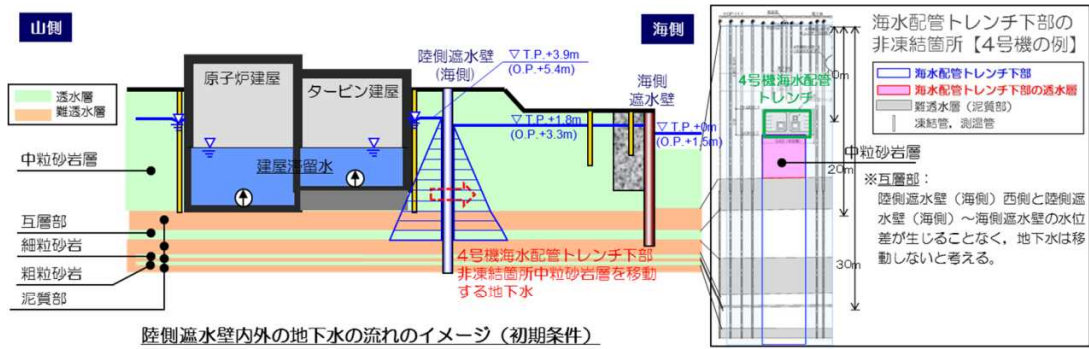 山側
海側
透水層
難透水層
原子炉建屋
タービン建屋
建屋滞留水
陸側遮水壁
(海側)
▽T.P.+3.9m
(O.P.+5.4m)
▽T.P.+1.8m
(O.P.+3.3m)
海側
遮水壁
▽T.P.+0m
(O.P.+1.5m)
中粒砂岩層
互層部
細粒砂岩
粗粒砂岩
泥質部
4号機海水配管トレンチ下部
非凍結箇所中粒砂岩層を移動
する地下水
陸側遮水壁内外の地下水の流れのイメージ(初期条件)
4号機海水配管
トレンチ
20m
30m
海水配管トレンチ下部の
非凍結箇所【4号機の例】
海水配管トレンチ下部
海水配管トレンチ下部の透水層
難透水層(泥質部)
凍結管,測温管
中粒砂岩層
※互層部:
陸側遮水壁(海側)西側と陸側遮
水壁(海側)~海側遮水壁の水位
差が生じることなく,地下水は移
動しないと考える。